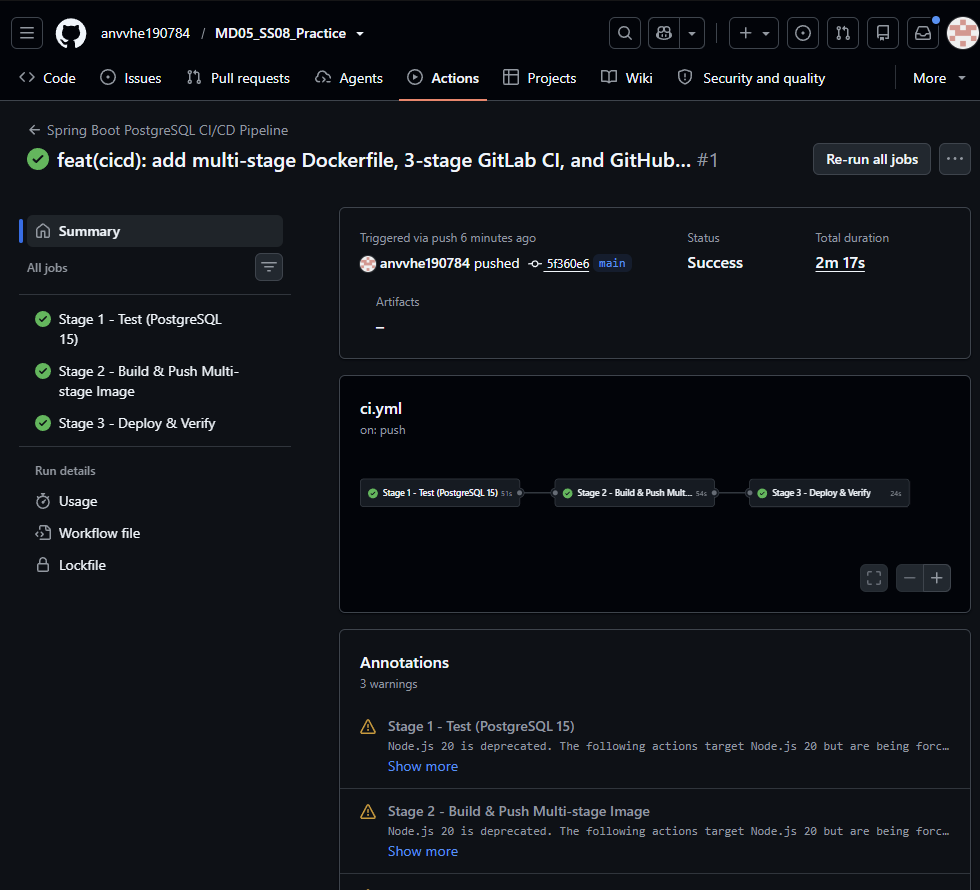 anvvhe190784 / MD05_SS08_Practice
Code
Issues
Pull requests
Agents
Actions
Projects
Wiki
Security and quality
More
Spring Boot PostgreSQL CI/CD Pipeline
feat(cicd): add multi-stage Dockerfile, 3-stage GitLab CI, and GitHub... #1
Re-run all jobs
Summary
All jobs
Stage 1 - Test (PostgreSQL
15)
Stage 2 - Build & Push Multi-
stage Image
Stage 3 - Deploy & Verify
Run details
Usage
Workflow file
Lockfile
Triggered via push 6 minutes ago
anvvhe190784 pushed 5f360e6 main
Status
Success
Total duration
2m 17s
Artifacts
–
ci.yml
on: push
Stage 1 - Test (PostgreSQL 15) 51s
Stage 2 - Build & Push Mult... 54s
Stage 3 - Deploy & Verify 24s
Annotations
3 warnings
Stage 1 - Test (PostgreSQL 15)
Node.js 20 is deprecated. The following actions target Node.js 20 but are being forc…
Show more
Stage 2 - Build & Push Multi-stage Image
Node.js 20 is deprecated. The following actions target Node.js 20 but are being forc…
Show more